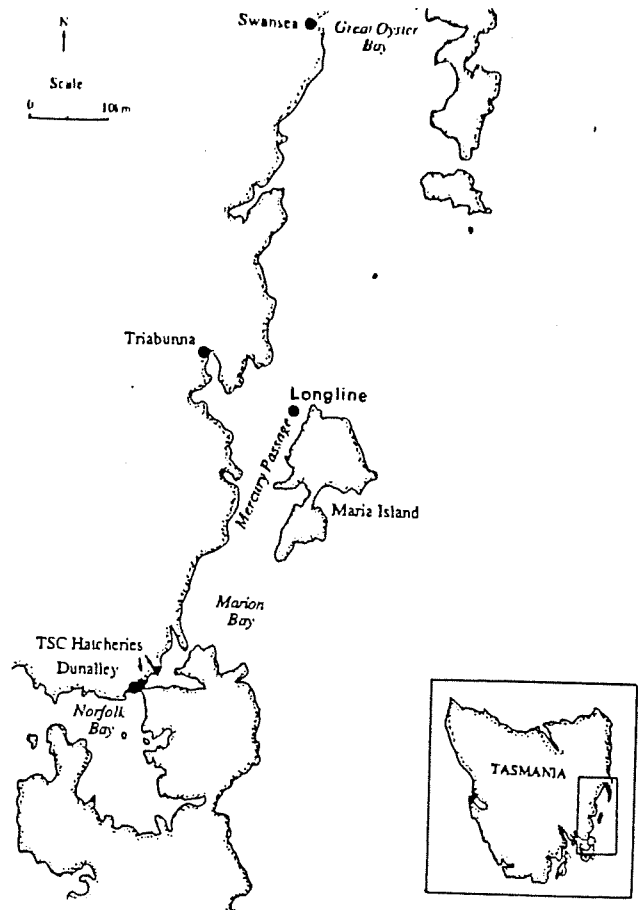 N
Swansea
Great Oyster
Bay
Scale
0 10km
Triabunna
Longline
Mercury Passage
Maria Island
Marion
Bay
TSC Hatcheries
Dunalley
Norfolk
Bay
TASMANIA